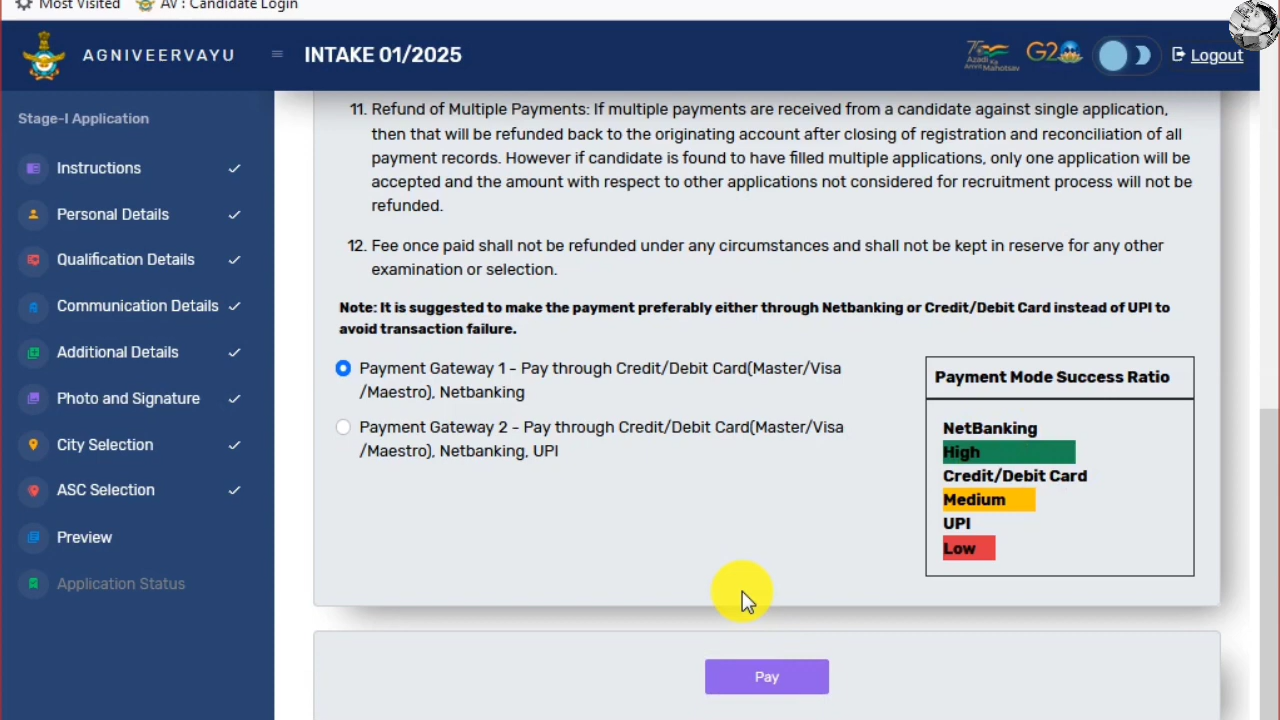 Most Visited AV : Candidate Login
AGNIVEERVAYU
INTAKE 01/2025
75
Azadi Ka
Amrit Mahotsav
G20
Logout
Stage-I Application
Instructions
Personal Details
Qualification Details
Communication Details
Additional Details
Photo and Signature
City Selection
ASC Selection
Preview
Application Status
11. Refund of Multiple Payments: If multiple payments are received from a candidate against single application,
then that will be refunded back to the originating account after closing of registration and reconciliation of all
payment records. However if candidate is found to have filled multiple applications, only one application will be
accepted and the amount with respect to other applications not considered for recruitment process will not be
refunded.
12. Fee once paid shall not be refunded under any circumstances and shall not be kept in reserve for any other
examination or selection.
Note: It is suggested to make the payment preferably either through Netbanking or Credit/Debit Card instead of UPI to
avoid transaction failure.
Payment Gateway 1 - Pay through Credit/Debit Card(Master/Visa
/Maestro), Netbanking
Payment Gateway 2 - Pay through Credit/Debit Card(Master/Visa
/Maestro), Netbanking, UPI
Payment Mode Success Ratio
NetBanking
High
Credit/Debit Card
Medium
UPI
Low
Pay